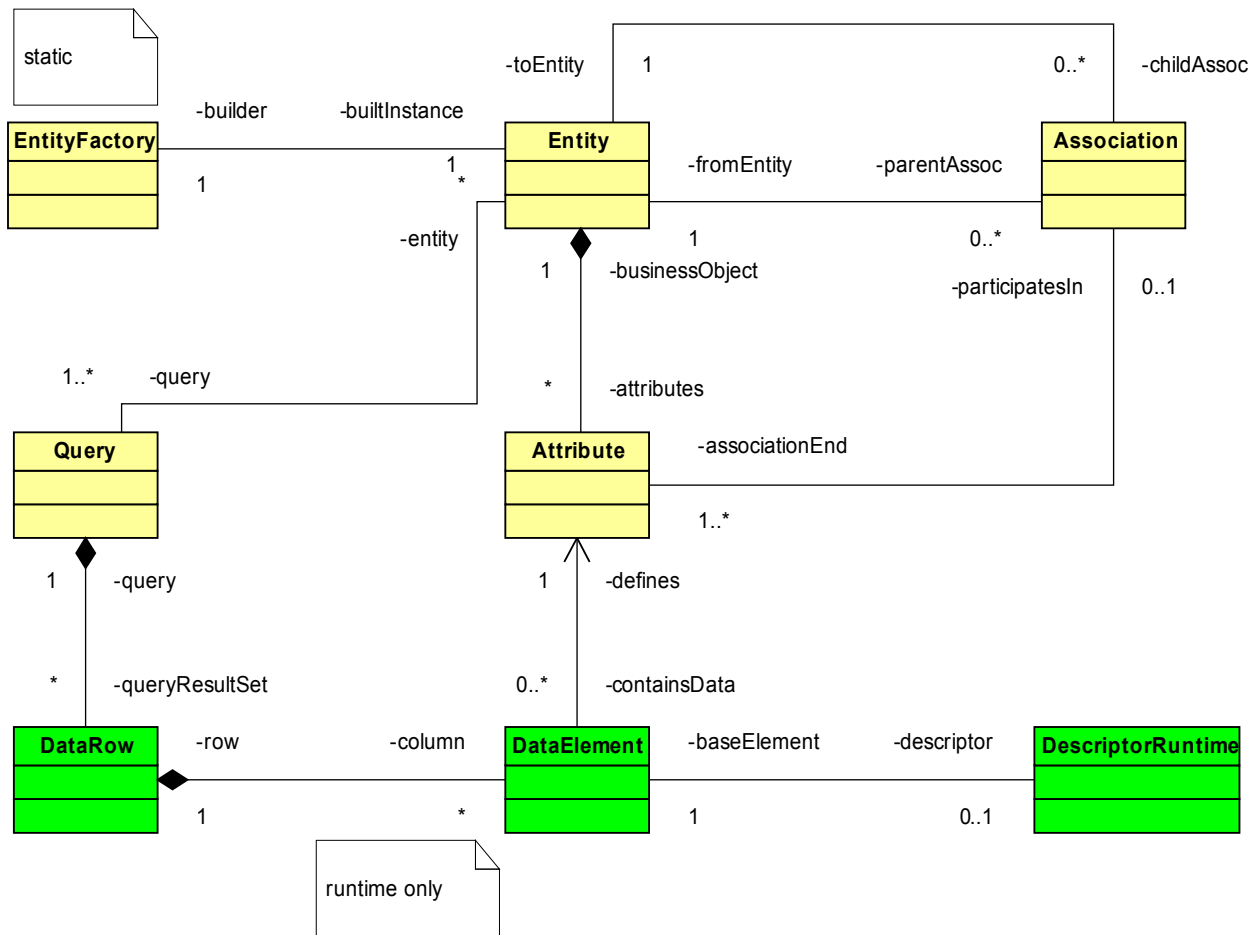 static
-toEntity
1
0..*
-childAssoc
-builder
-builtInstance
EntityFactory
Entity
Association
1
1
*
-fromEntity
-parentAssoc
-entity
1
0..*
1
-businessObject
-participatesIn
0..1
1..*
-query
*
-attributes
Query
Attribute
-associationEnd
1..*
1
-query
1
-defines
*
-queryResultSet
0..*
-containsData
DataRow
-row
-column
DataElement
-baseElement
-descriptor
DescriptorRuntime
1
*
1
0..1
runtime only